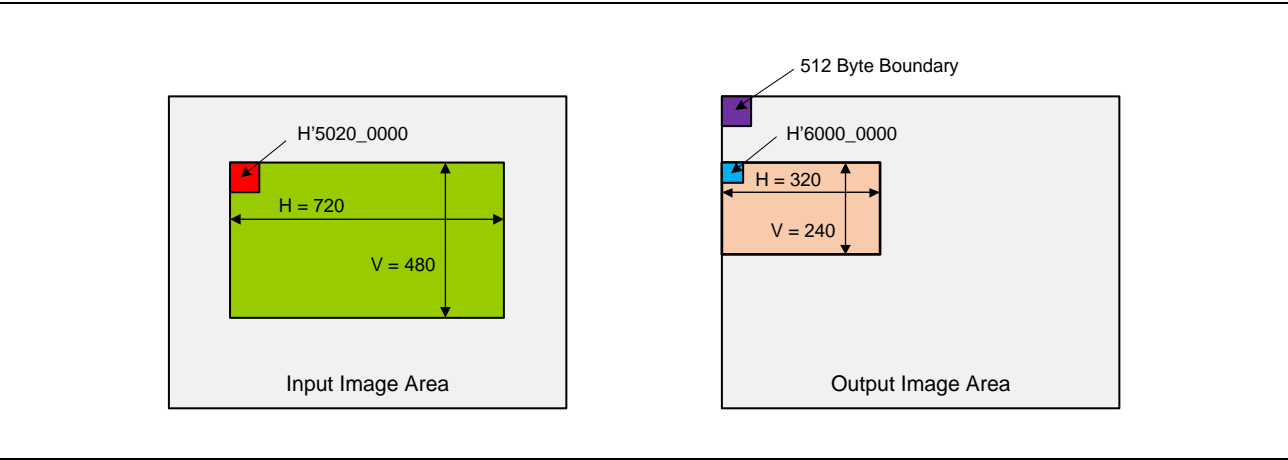 512 Byte Boundary
H’5020_0000
H’6000_0000
H = 720
H = 320
V = 480
V = 240
Input Image Area
Output Image Area